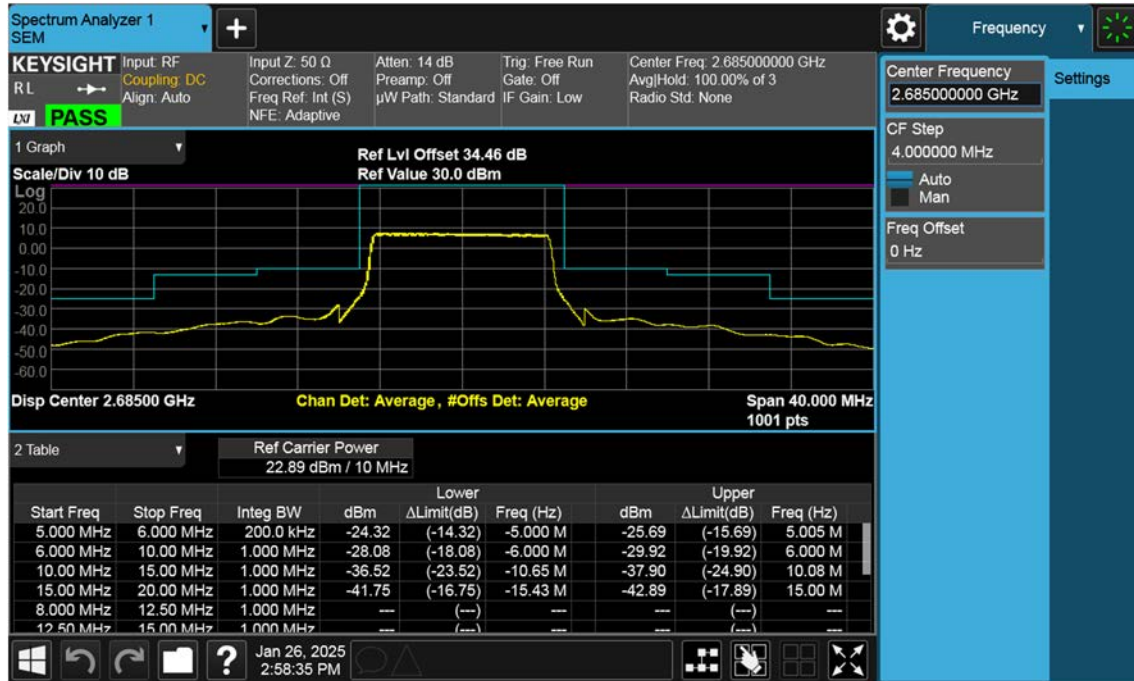 Spectrum Analyzer 1
SEM
Frequency
KEYSIGHT
R L
LXI
PASS
Input: RF
Coupling: DC
Align: Auto
Input Z: 50 Ω
Corrections: Off
Freq Ref: Int (S)
NFE: Adaptive
Atten: 14 dB
Preamp: Off
µW Path: Standard
Trig: Free Run
Gate: Off
IF Gain: Low
Center Freq: 2.685000000 GHz
Avg|Hold: 100.00% of 3
Radio Std: None
Center Frequency
2.685000000 GHz
Settings
CF Step
4.000000 MHz
Auto
Man
Freq Offset
0 Hz
1 Graph
Ref Lvl Offset 34.46 dB
Scale/Div 10 dB
Ref Value 30.0 dBm
Log
20.0
10.0
0.00
-10.0
-20.0
-30.0
-40.0
-50.0
-60.0
Disp Center 2.68500 GHz
Chan Det: Average , #Offs Det: Average
Span 40.000 MHz
1001 pts
2 Table
Ref Carrier Power
22.89 dBm / 10 MHz
Lower Upper
Start Freq Stop Freq Integ BW dBm ΔLimit(dB) Freq (Hz) dBm ΔLimit(dB) Freq (Hz)
5.000 MHz 6.000 MHz 200.0 kHz -24.32 (-14.32) -5.000 M -25.69 (-15.69) 5.005 M
6.000 MHz 10.00 MHz 1.000 MHz -28.08 (-18.08) -6.000 M -29.92 (-19.92) 6.000 M
10.00 MHz 15.00 MHz 1.000 MHz -36.52 (-23.52) -10.65 M -37.90 (-24.90) 10.08 M
15.00 MHz 20.00 MHz 1.000 MHz -41.75 (-16.75) -15.43 M -42.89 (-17.89) 15.00 M
8.000 MHz 12.50 MHz 1.000 MHz --- (---) --- --- (---) ---
12.50 MHz 15.00 MHz 1.000 MHz --- (---) --- --- (---) ---
?
Jan 26, 2025
2:58:35 PM